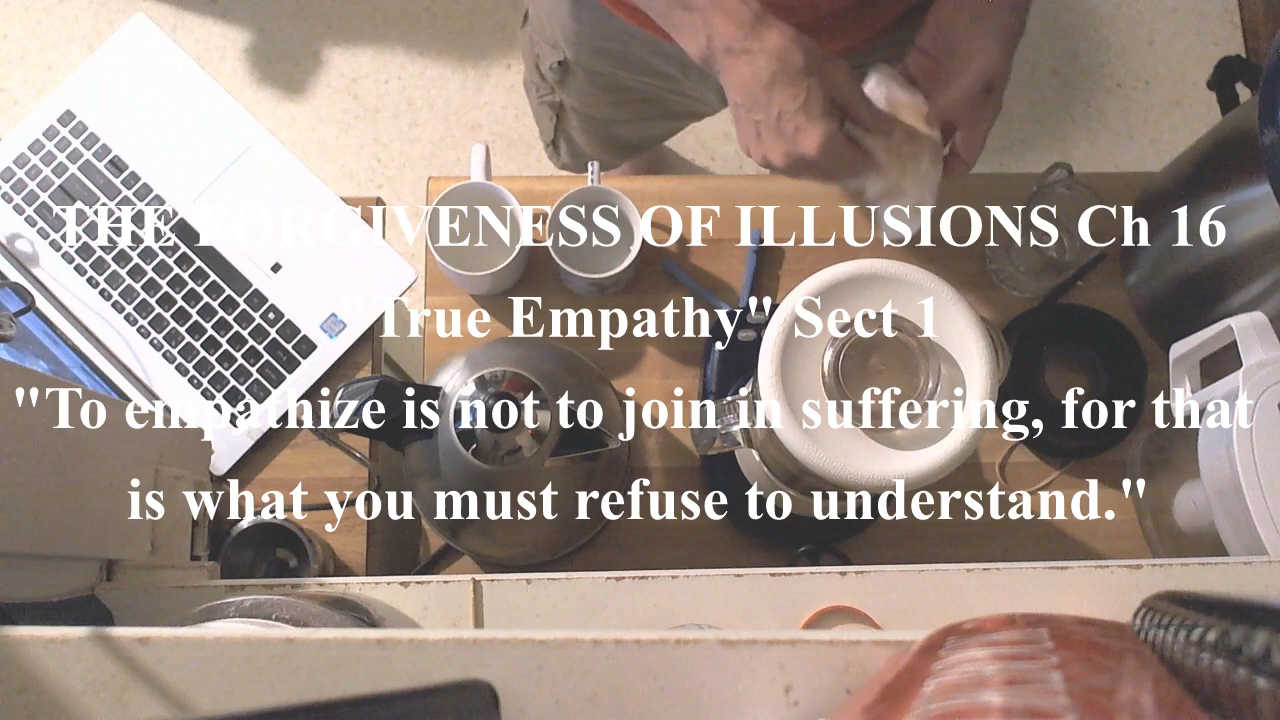 THE FORGIVENESS OF ILLUSIONS Ch 16
"True Empathy" Sect 1
"To empathize is not to join in suffering, for that
is what you must refuse to understand."